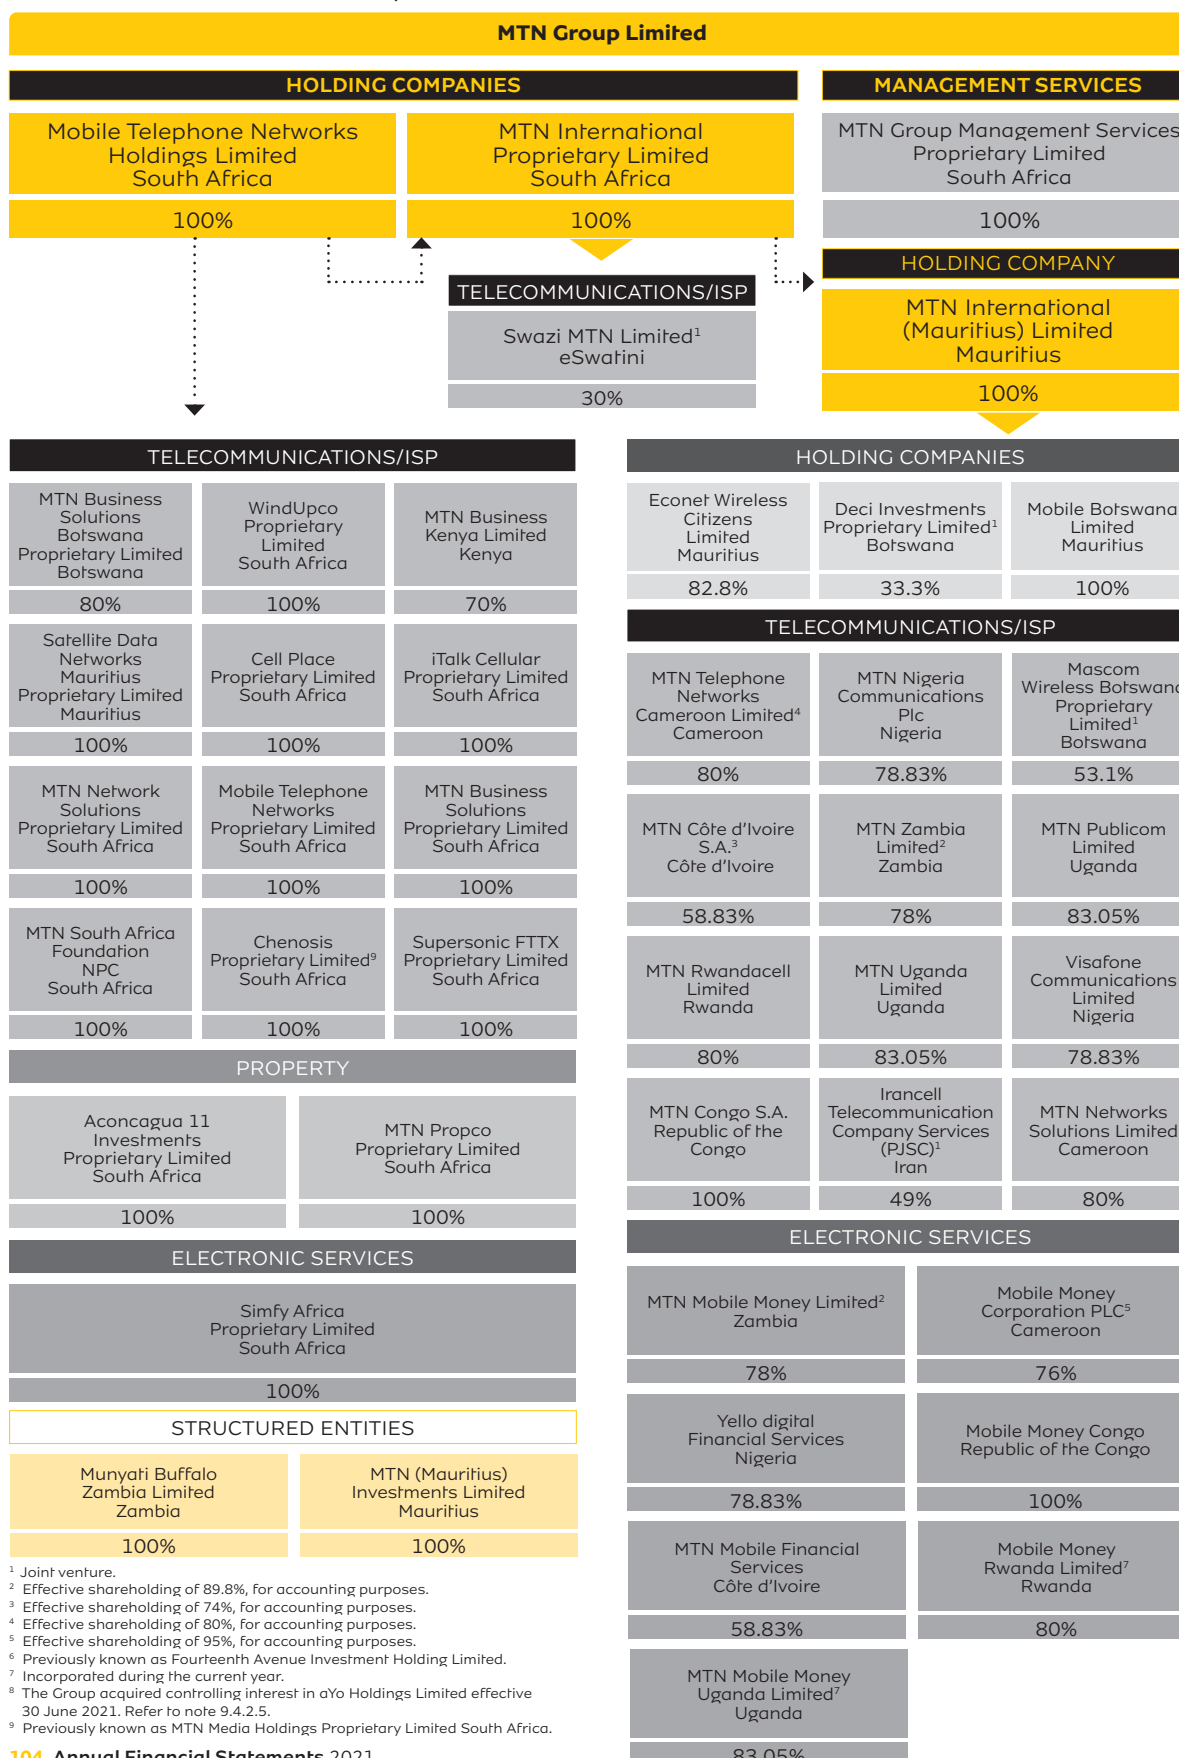 MTN Group Limited
HOLDING COMPANIES
Mobile Telephone Networks
Holdings Limited
South Africa
100%
MTN International
Proprietary Limited
South Africa
100%
MANAGEMENT SERVICES
MTN Group Management Services
Proprietary Limited
South Africa
100%
TELECOMMUNICATIONS/ISP
Swazi MTN Limited¹
eSwatini
30%
HOLDING COMPANY
MTN International
(Mauritius) Limited
Mauritius
100%
TELECOMMUNICATIONS/ISP
MTN Business
Solutions
Botswana
Proprietary Limited
Botswana
80%
WindUpco
Proprietary
Limited
South Africa
100%
MTN Business
Kenya Limited
Kenya
70%
Satellite Data
Networks
Mauritius
Proprietary Limited
Mauritius
100%
Cell Place
Proprietary Limited
South Africa
100%
iTalk Cellular
Proprietary Limited
South Africa
100%
MTN Network
Solutions
Proprietary Limited
South Africa
100%
Mobile Telephone
Networks
Proprietary Limited
South Africa
100%
MTN Business
Solutions
Proprietary Limited
South Africa
100%
MTN South Africa
Foundation
NPC
South Africa
100%
Chenosis
Proprietary Limited⁹
South Africa
100%
Supersonic FTTX
Proprietary Limited
South Africa
100%
PROPERTY
Aconcagua 11
Investments
Proprietary Limited
South Africa
100%
MTN Propco
Proprietary Limited
South Africa
100%
ELECTRONIC SERVICES
Simfy Africa
Proprietary Limited
South Africa
100%
STRUCTURED ENTITIES
Munyati Buffalo
Zambia Limited
Zambia
100%
MTN (Mauritius)
Investments Limited
Mauritius
100%
HOLDING COMPANIES
Econet Wireless
Citizens
Limited
Mauritius
82.8%
Deci Investments
Proprietary Limited¹
Botswana
33.3%
Mobile Botswana
Limited
Mauritius
100%
TELECOMMUNICATIONS/ISP
MTN Telephone
Networks
Cameroon Limited⁴
Cameroon
80%
MTN Nigeria
Communications
Plc
Nigeria
78.83%
Mascom
Wireless Botswana
Proprietary
Limited¹
Botswana
53.1%
MTN Côte d'Ivoire
S.A.³
Côte d'Ivoire
58.83%
MTN Zambia
Limited²
Zambia
78%
MTN Publicom
Limited
Uganda
83.05%
MTN Rwandacell
Limited
Rwanda
80%
MTN Uganda
Limited
Uganda
83.05%
Visafone
Communications
Limited
Nigeria
78.83%
MTN Congo S.A.
Republic of the
Congo
100%
Irancell
Telecommunication
Company Services
(PJSC)¹
Iran
49%
MTN Networks
Solutions Limited
Cameroon
80%
ELECTRONIC SERVICES
MTN Mobile Money Limited²
Zambia
78%
Mobile Money
Corporation PLC⁵
Cameroon
76%
Yello digital
Financial Services
Nigeria
78.83%
Mobile Money Congo
Republic of the Congo
100%
MTN Mobile Financial
Services
Côte d'Ivoire
58.83%
Mobile Money
Rwanda Limited⁷
Rwanda
80%
MTN Mobile Money
Uganda Limited⁷
Uganda
83.05%
¹ Joint venture.
² Effective shareholding of 89.8%, for accounting purposes.
³ Effective shareholding of 74%, for accounting purposes.
⁴ Effective shareholding of 80%, for accounting purposes.
⁵ Effective shareholding of 95%, for accounting purposes.
⁶ Previously known as Fourteenth Avenue Investment Holding Limited.
⁷ Incorporated during the current year.
⁸ The Group acquired controlling interest in aYo Holdings Limited effective
30 June 2021. Refer to note 9.4.2.5.
⁹ Previously known as MTN Media Holdings Proprietary Limited South Africa.
104 Annual Financial Statements 2021